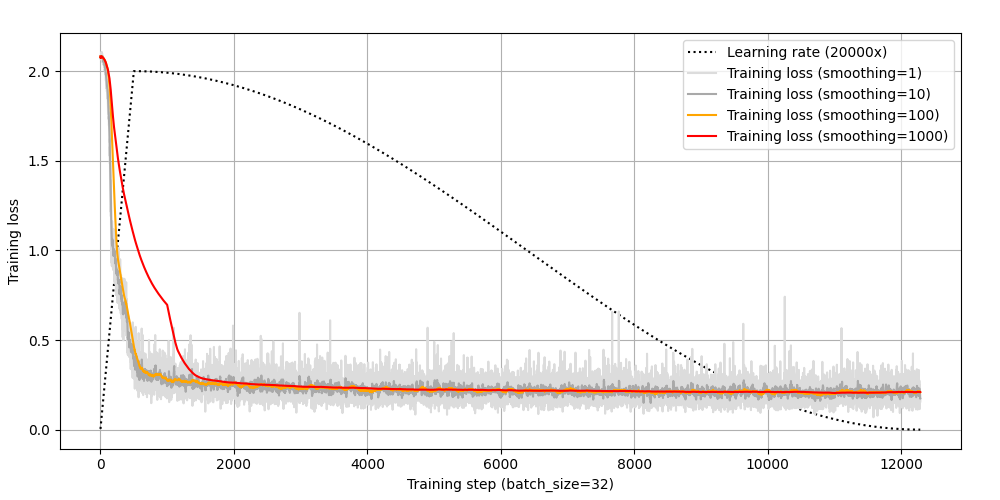 Learning rate (20000x)
Training loss (smoothing=1)
Training loss (smoothing=10)
Training loss (smoothing=100)
Training loss (smoothing=1000)
Training loss
2.0
1.5
1.0
0.5
0.0
0 2000 4000 6000 8000 10000 12000
Training step (batch_size=32)